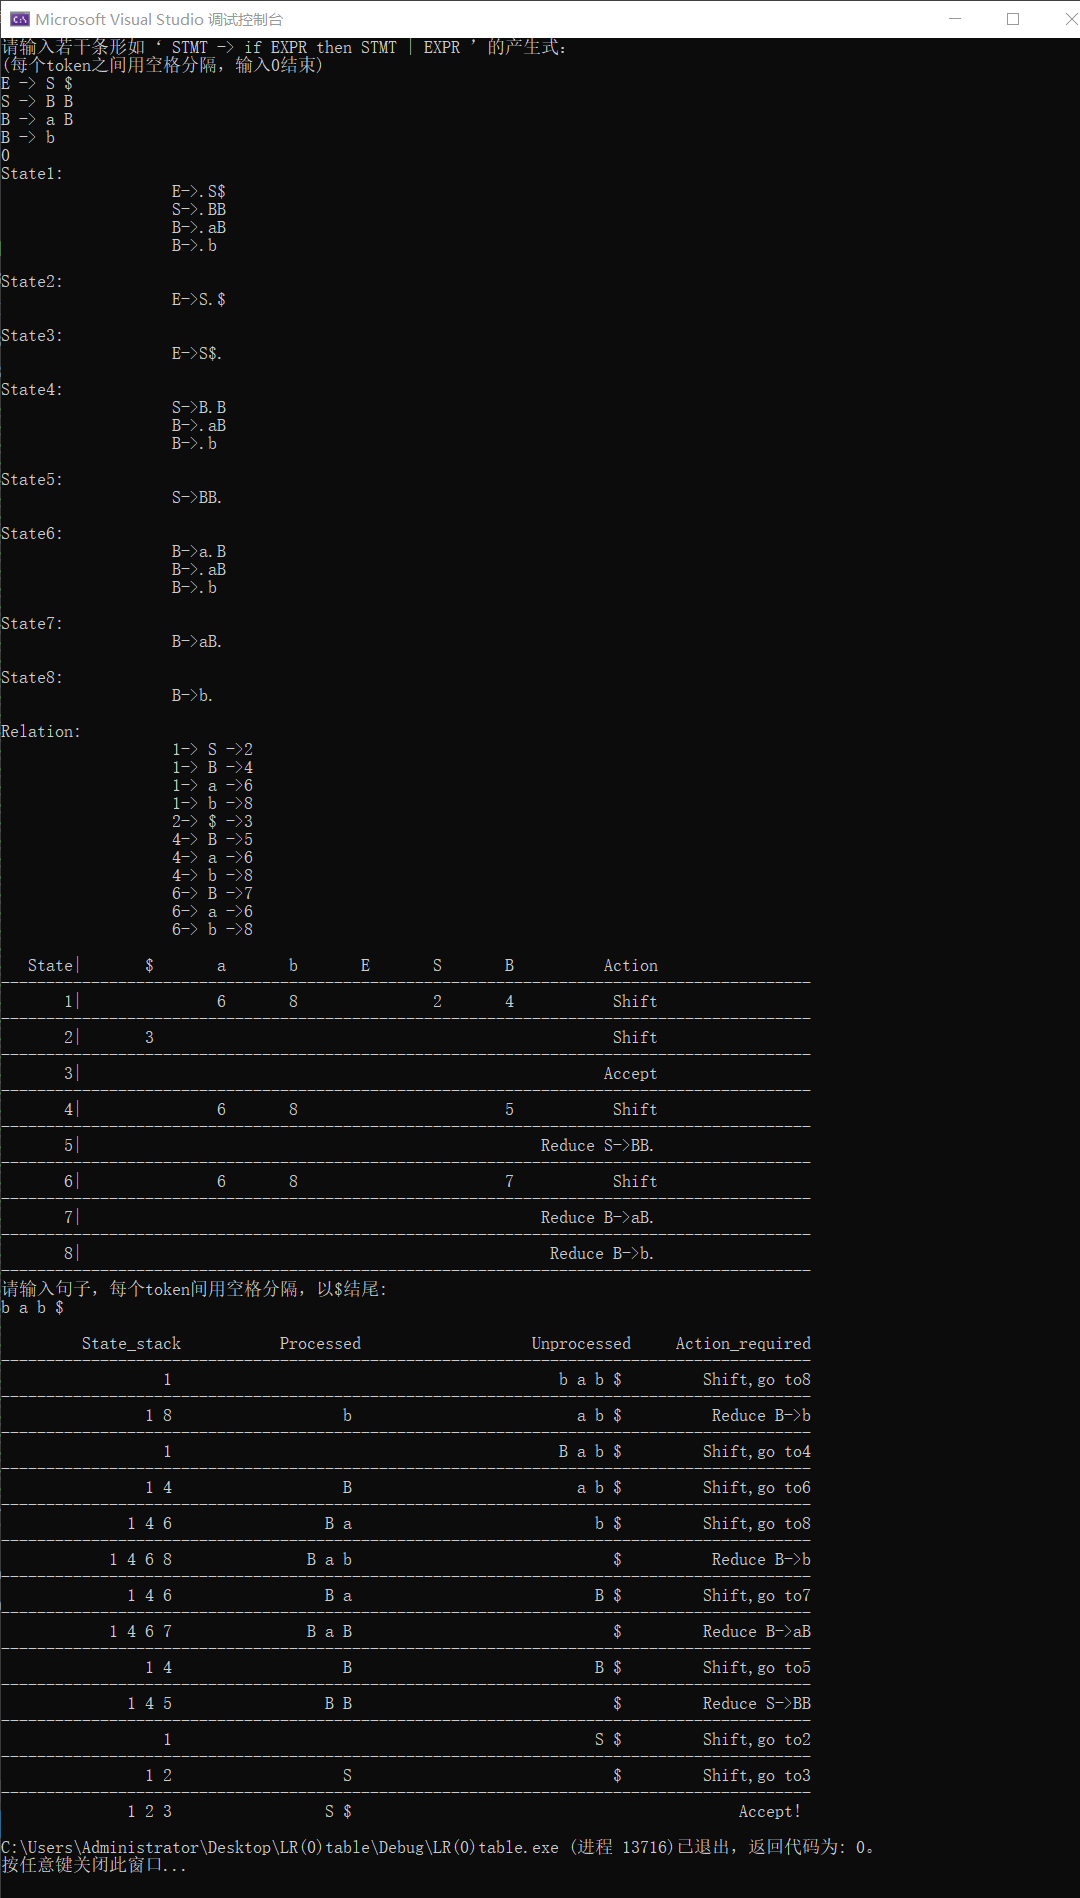 Microsoft Visual Studio 调试控制台
请输入若干条形如‘ STMT -> if EXPR then STMT | EXPR ’的产生式：
(每个token之间用空格分隔，输入0结束)
E -> S $
S -> B B
B -> a B
B -> b
0
State1:
E->.S$
S->.BB
B->.aB
B->.b
State2:
E->S.$
State3:
E->S$.
State4:
S->B.B
B->.aB
B->.b
State5:
S->BB.
State6:
B->a.B
B->.aB
B->.b
State7:
B->aB.
State8:
B->b.
Relation:
1-> S ->2
1-> B ->4
1-> a ->6
1-> b ->8
2-> $ ->3
4-> B ->5
4-> a ->6
4-> b ->8
6-> B ->7
6-> a ->6
6-> b ->8
State| $ a b E S B Action
1| 6 8 2 4 Shift
2| 3 Shift
3| Accept
4| 6 8 5 Shift
5| Reduce S->BB.
6| 6 8 7 Shift
7| Reduce B->aB.
8| Reduce B->b.
请输入句子，每个token间用空格分隔，以$结尾:
b a b $
State_stack Processed Unprocessed Action_required
1 b a b $ Shift,go to8
1 8 b a b $ Reduce B->b
1 B a b $ Shift,go to4
1 4 B a b $ Shift,go to6
1 4 6 B a b $ Shift,go to8
1 4 6 8 B a b $ Reduce B->b
1 4 6 B a B $ Shift,go to7
1 4 6 7 B a B $ Reduce B->aB
1 4 B B $ Shift,go to5
1 4 5 B B $ Reduce S->BB
1 S $ Shift,go to2
1 2 S $ Shift,go to3
1 2 3 S $ Accept!
C:\Users\Administrator\Desktop\LR(0)table\Debug\LR(0)table.exe (进程 13716)已退出，返回代码为: 0。
按任意键关闭此窗口...